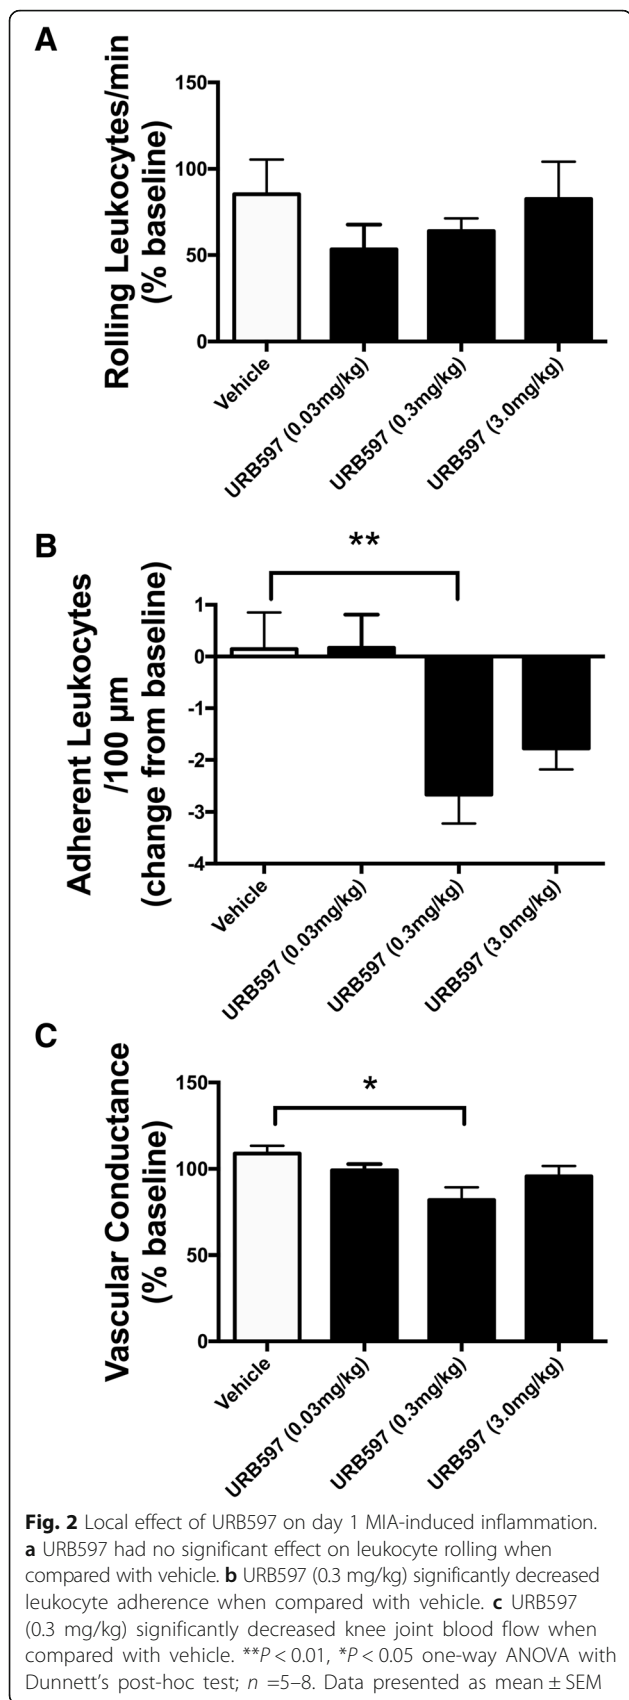 A
Rolling Leukocytes/min
(% baseline)
150
100
50
0
Vehicle
URB597 (0.03mg/kg)
URB597 (0.3mg/kg)
URB597 (3.0mg/kg)
B
**
Adherent Leukocytes
/100 µm
(change from baseline)
1
0
-1
-2
-3
-4
Vehicle
URB597 (0.03mg/kg)
URB597 (0.3mg/kg)
URB597 (3.0mg/kg)
C
*
Vascular Conductance
(% baseline)
150
100
50
0
Vehicle
URB597 (0.03mg/kg)
URB597 (0.3mg/kg)
URB597 (3.0mg/kg)
Fig. 2 Local effect of URB597 on day 1 MIA-induced inflammation.
a URB597 had no significant effect on leukocyte rolling when
compared with vehicle. b URB597 (0.3 mg/kg) significantly decreased
leukocyte adherence when compared with vehicle. c URB597
(0.3 mg/kg) significantly decreased knee joint blood flow when
compared with vehicle. **P < 0.01, *P < 0.05 one-way ANOVA with
Dunnett's post-hoc test; n =5–8. Data presented as mean ± SEM